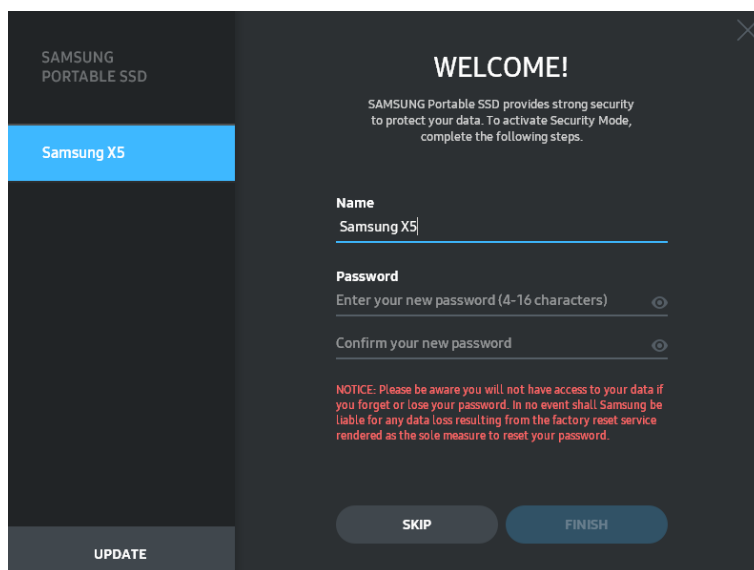 SAMSUNG
PORTABLE SSD
Samsung X5
UPDATE
WELCOME!
SAMSUNG Portable SSD provides strong security
to protect your data. To activate Security Mode,
complete the following steps.
Name
Samsung X5
Password
Enter your new password (4-16 characters)
Confirm your new password
NOTICE: Please be aware you will not have access to your data if
you forget or lose your password. In no event shall Samsung be
liable for any data loss resulting from the factory reset service
rendered as the sole measure to reset your password.
SKIP
FINISH